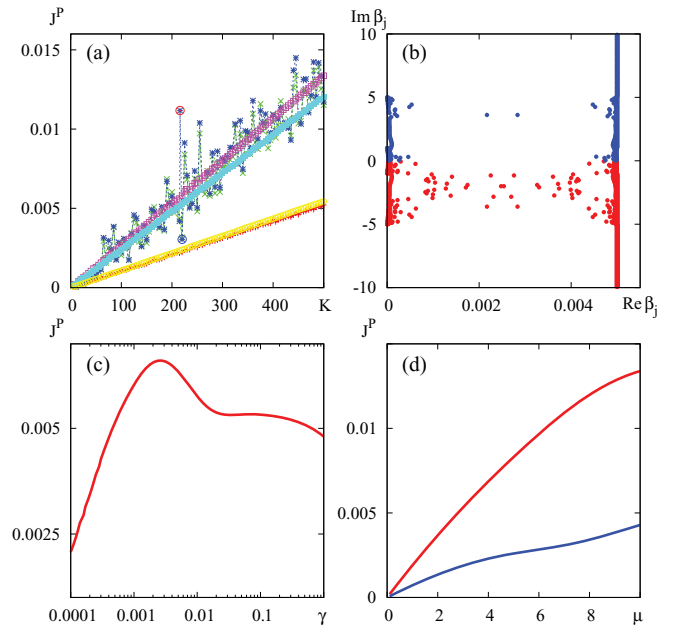 J^P
(a)
0.015
0.01
0.005
0
0 100 200 300 400 K
Im β_j
(b)
10
5
0
-5
-10
0 0.002 0.004 Re β_j
J^P
(c)
0.005
0.0025
0.0001 0.001 0.01 0.1 γ
J^P
(d)
0.01
0.005
0
0 2 4 6 8 μ